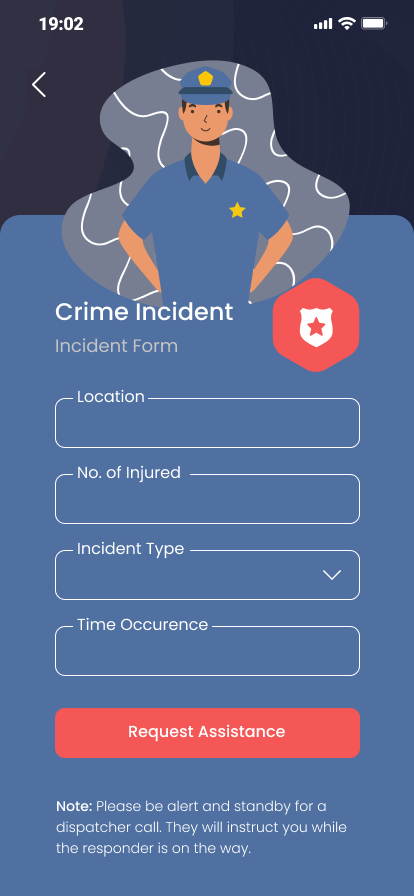 19:02
Crime Incident
Incident Form
Location
No. of Injured
Incident Type
Time Occurence
Request Assistance
Note: Please be alert and standby for a
dispatcher call. They will instruct you while
the responder is on the way.